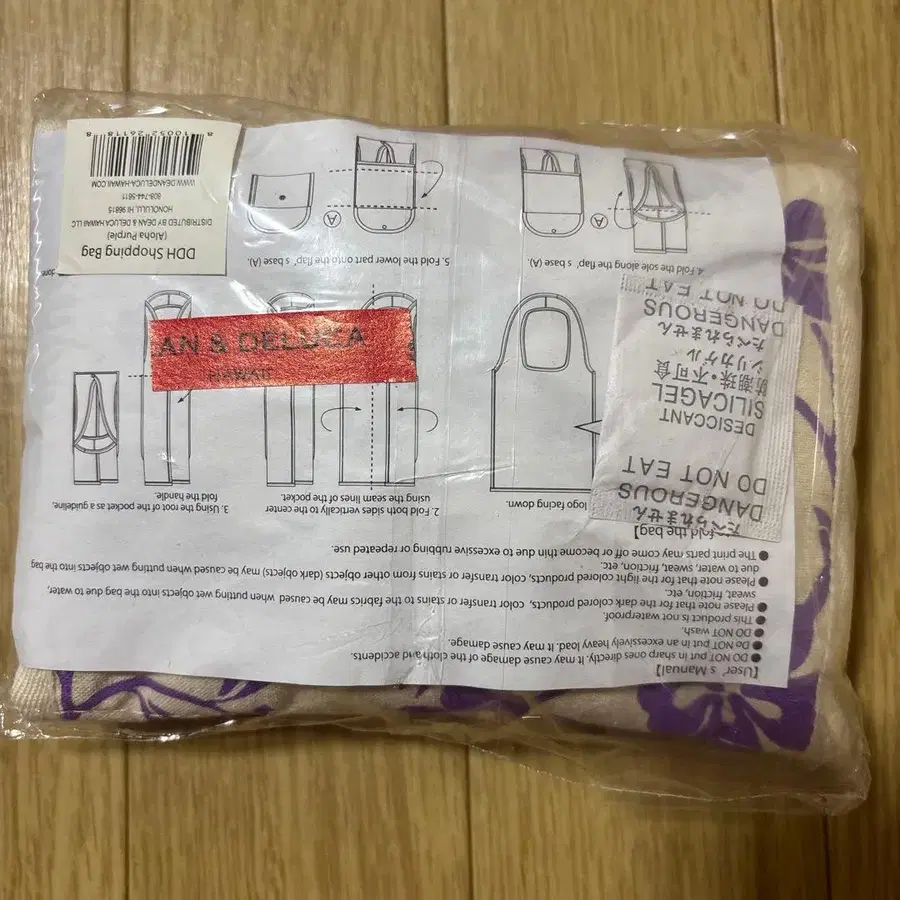 【User's Manual】
● DO NOT put in sharp ones directly. It may cause damage of the cloth and accidents.
● Do NOT put in an excessively heavy load. It may cause damage.
● DO NOT wash.
● This product is not waterproof.
● Please note that for the dark colored products, color transfer or stains to the fabrics may be caused when putting wet objects into the bag due to water,
sweat, friction, etc.
● Please note that for the light colored products, color transfer or stains from other objects (dark objects) may be caused when putting wet objects into the bag
due to water, sweat, friction, etc.
● The print parts may come off or become thin due to excessive rubbing or repeated use.
fold the bag】
logo facing down.
2. Fold both sides vertically to the center
using the seam lines of the pocket.
3. Using the root of the pocket as a guideline,
fold the handle.
4. Fold the sole along the flap's base (A).
5. Fold the lower part onto the flap's base (A).
(A)
done
たべられません
DANGEROUS
DO NOT EAT
DESICCANT
SILICAGEL
防潮珠・不可食
シリカゲル
たべられません
DANGEROUS
DO NOT EAT
EAN & DELUCA
HAWAII
DDH Shopping Bag
(Aloha Purple)
DISTRIBUTED BY DEAN & DELUCA HAWAII LLC
HONOLULU, HI 96815
808-744-5811
WWW.DEANDELUCA-HAWAII.COM
8 10052 26118 8